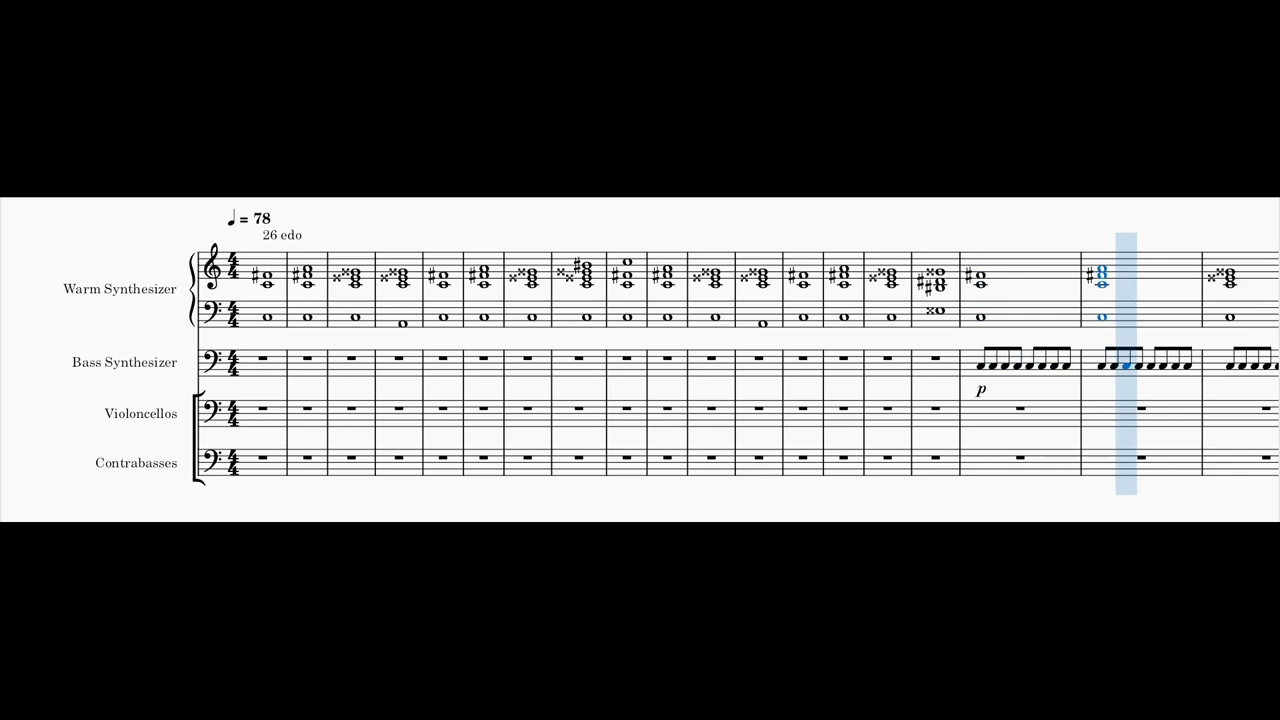 ♩ = 78
26 edo
Warm Synthesizer
Bass Synthesizer
p
Violoncellos
Contrabasses